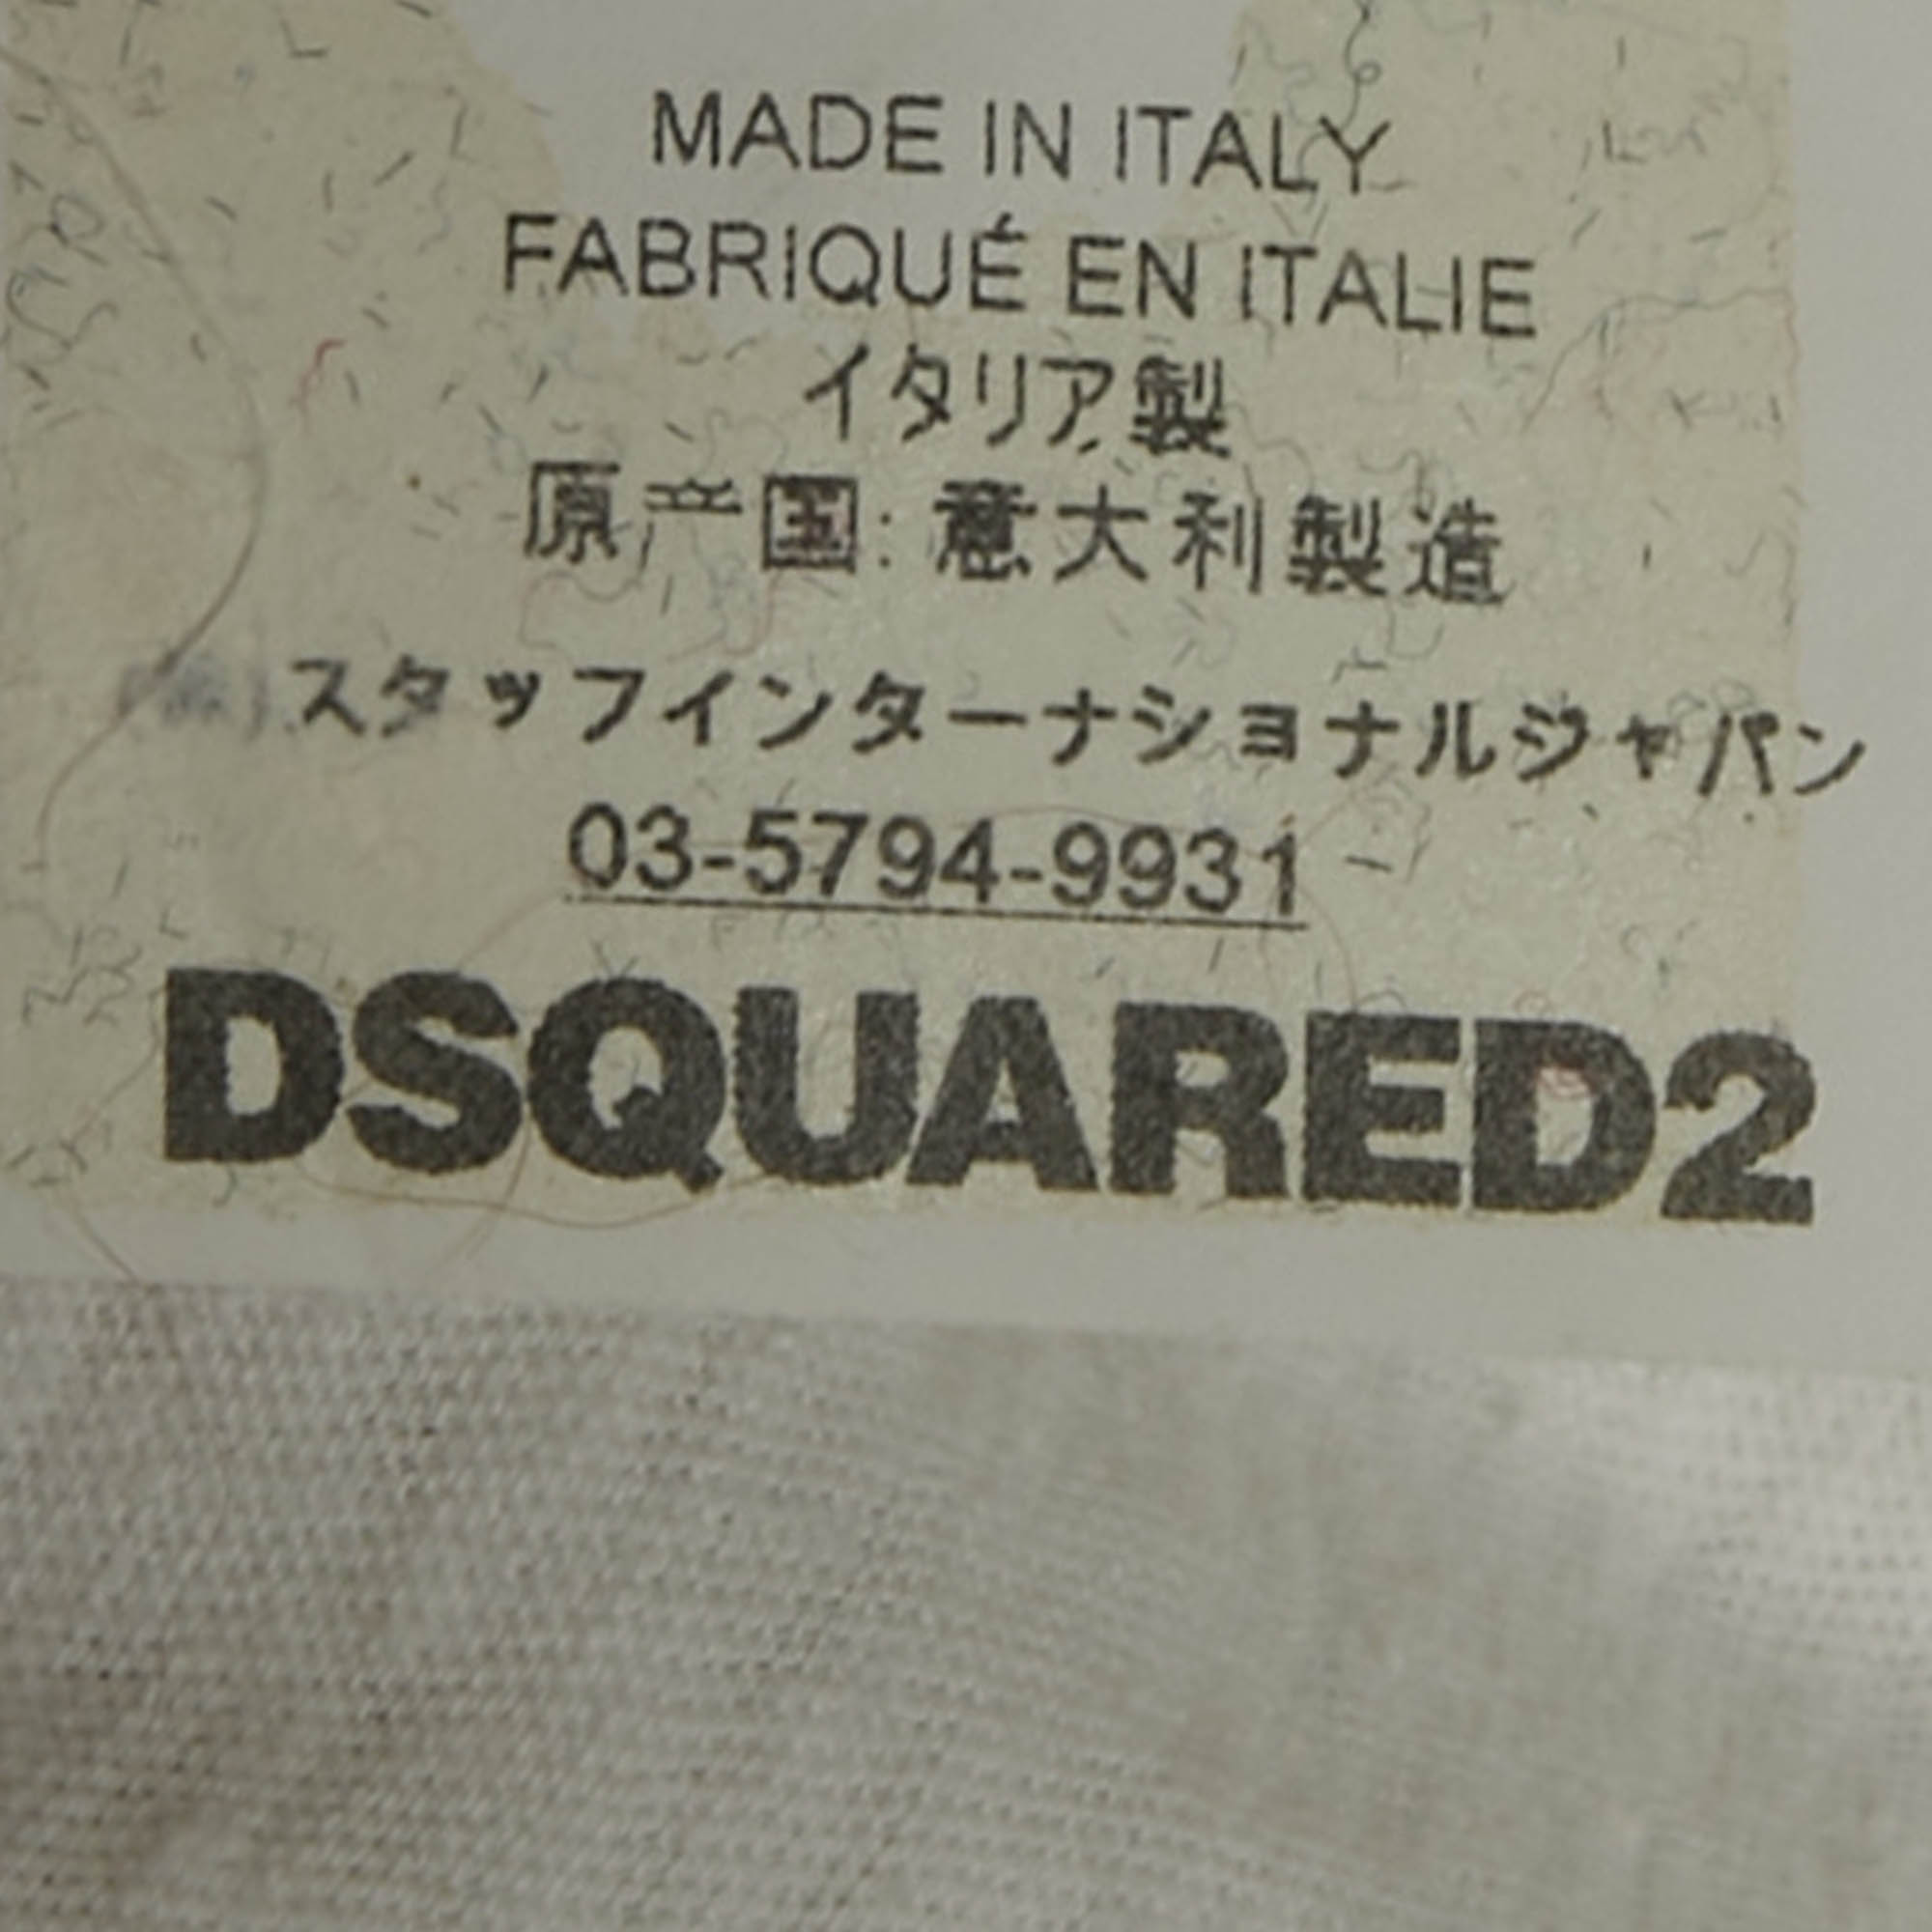 MADE IN ITALY
FABRIQUÉ EN ITALIE
イタリア製
原产国: 意大利製造
(株)スタッフインターナショナルジャパン
03-5794-9931
DSQUARED2